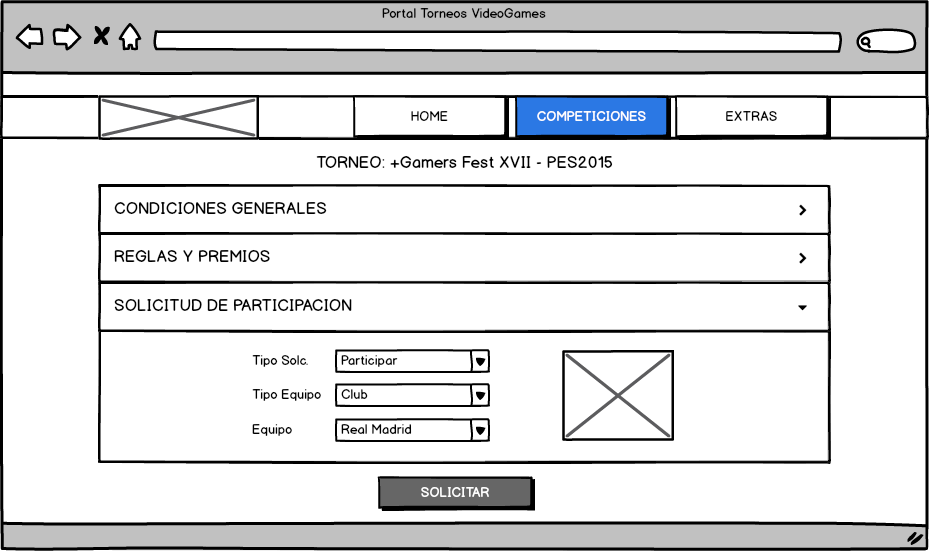 Portal Torneos VideoGames
HOME
COMPETICIONES
EXTRAS
TORNEO: +Gamers Fest XVII - PES2015
CONDICIONES GENERALES
REGLAS Y PREMIOS
SOLICITUD DE PARTICIPACION
Tipo Solc. Participar
Tipo Equipo Club
Equipo Real Madrid
SOLICITAR